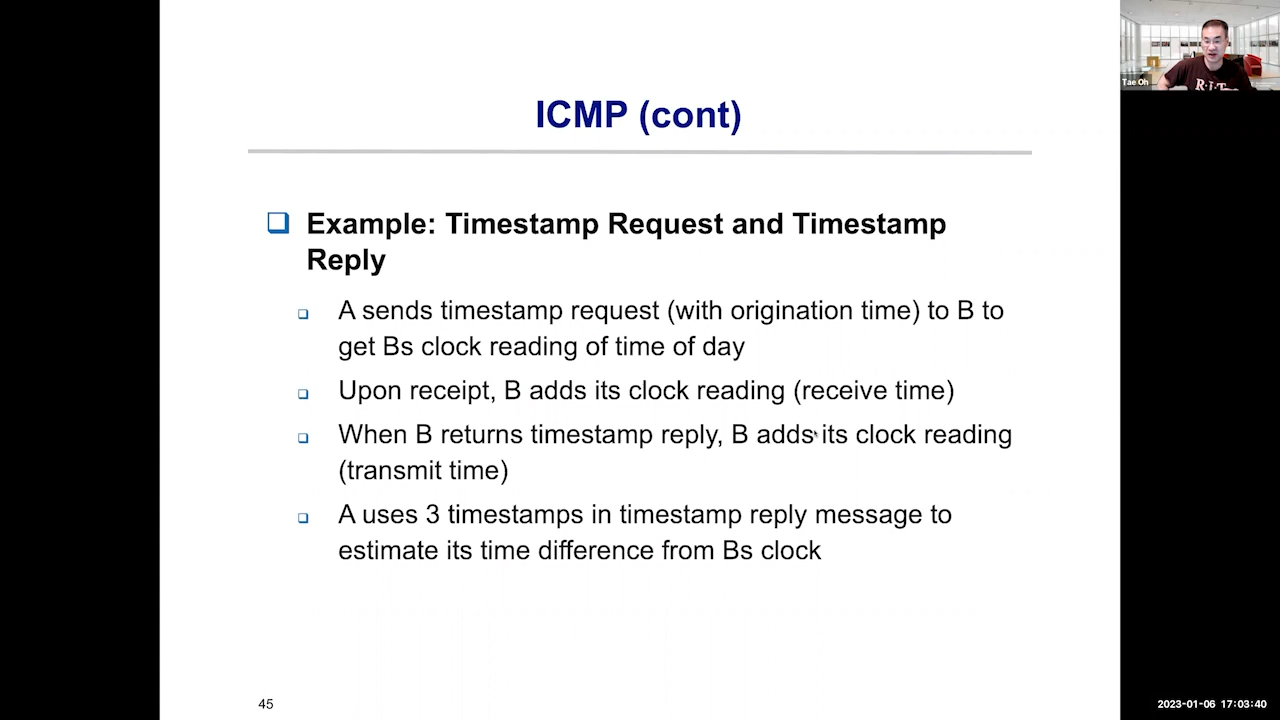 ICMP (cont)
Example: Timestamp Request and Timestamp
Reply
A sends timestamp request (with origination time) to B to
get Bs clock reading of time of day
Upon receipt, B adds its clock reading (receive time)
When B returns timestamp reply, B adds its clock reading
(transmit time)
A uses 3 timestamps in timestamp reply message to
estimate its time difference from Bs clock
45
Tae Oh
R·I·T
2023-01-06 17:03:40